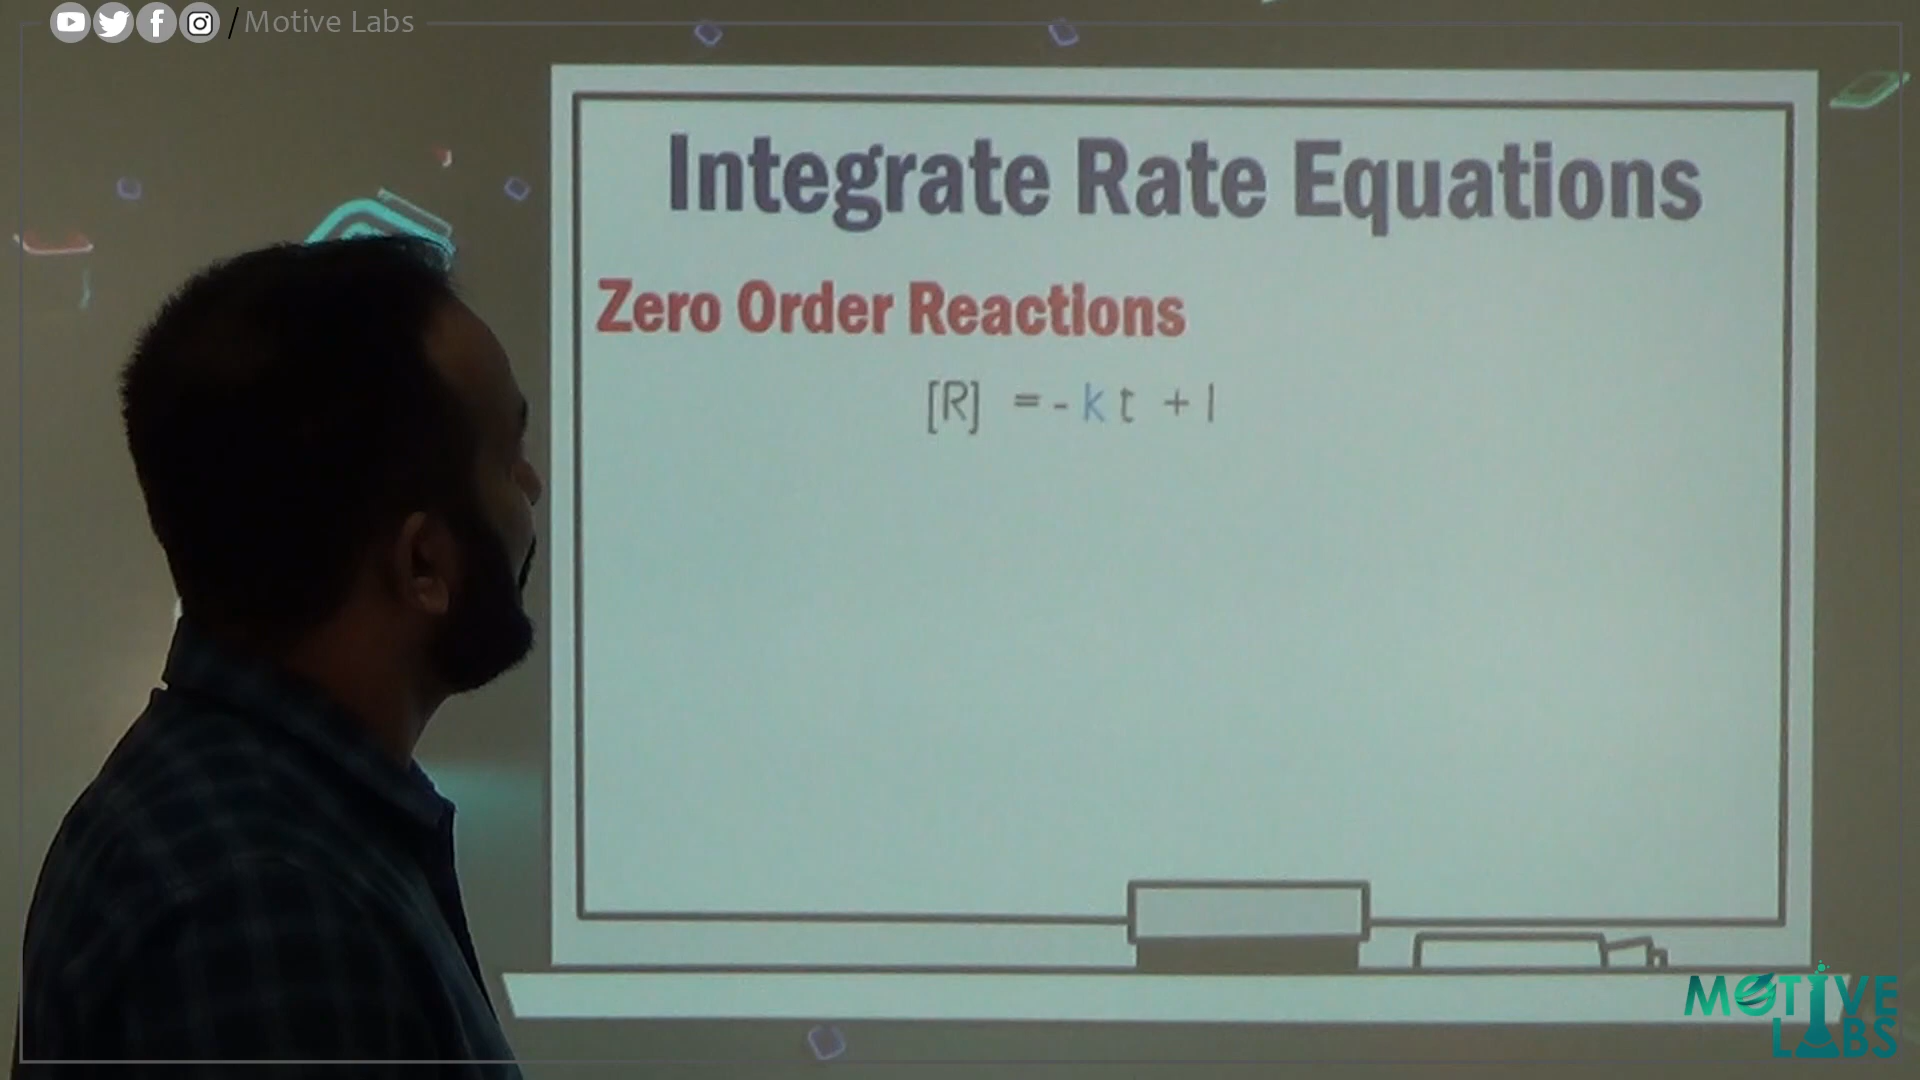 / Motive Labs
Integrate Rate Equations
Zero Order Reactions
[R] = - k t + I
MOTIVE
LABS